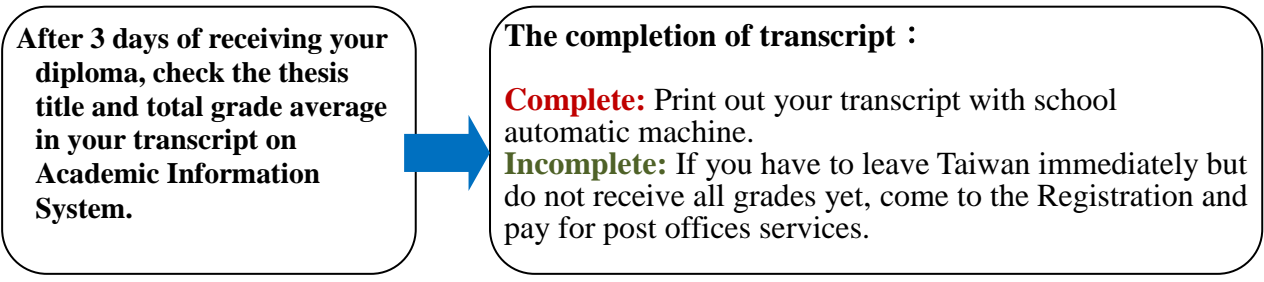 After 3 days of receiving your
diploma, check the thesis
title and total grade average
in your transcript on
Academic Information
System.
The completion of transcript：
Complete: Print out your transcript with school
automatic machine.
Incomplete: If you have to leave Taiwan immediately but
do not receive all grades yet, come to the Registration and
pay for post offices services.